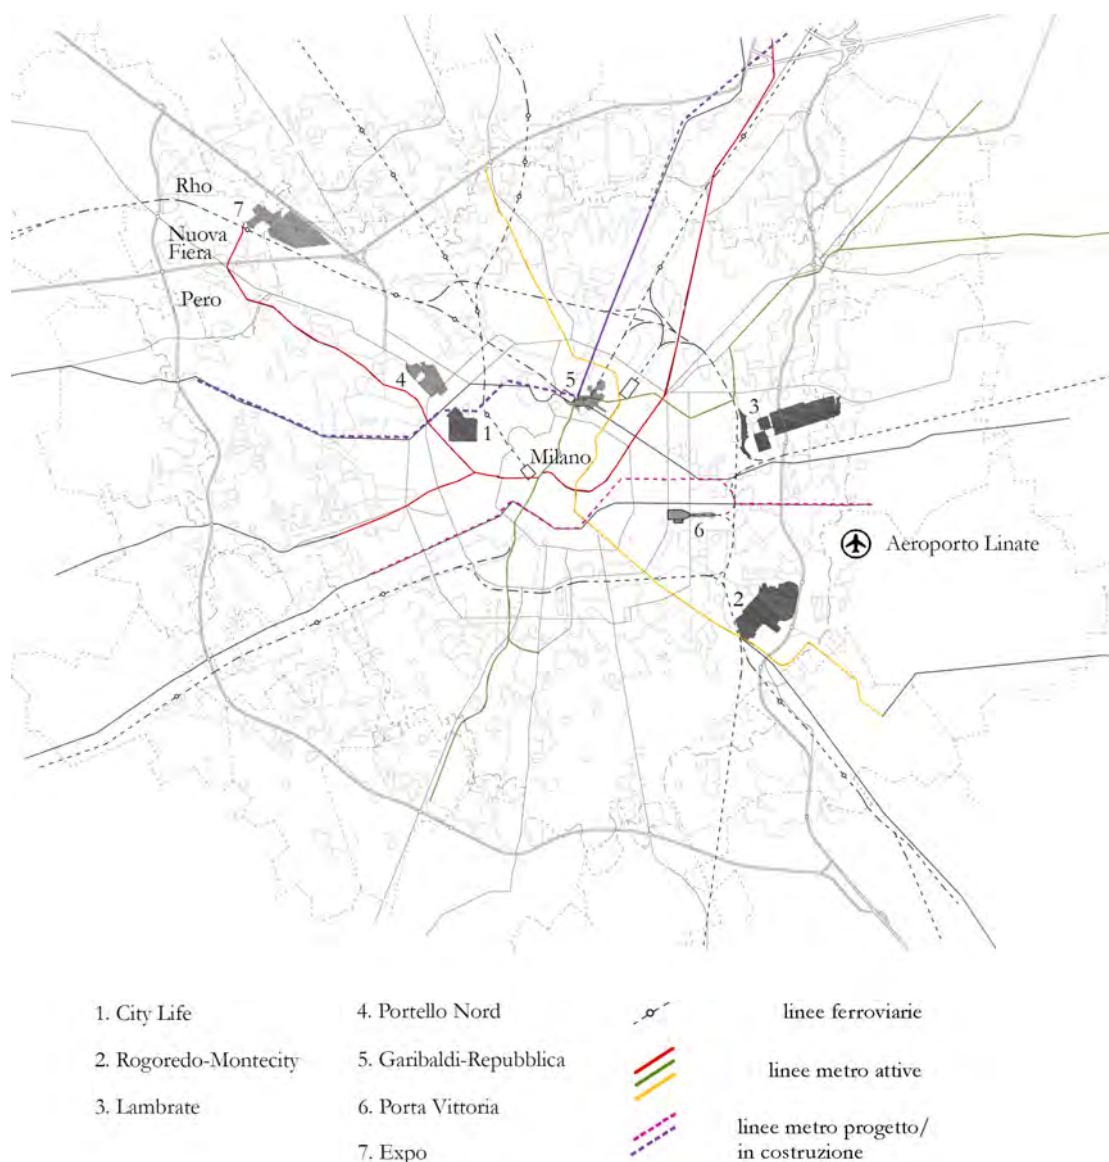 Rho
7
Nuova
Fiera
Pero
4
5
3
1
Milano
6
Aeroporto Linate
2
1. City Life
2. Rogoredo-Montecity
3. Lambrate
4. Portello Nord
5. Garibaldi-Repubblica
6. Porta Vittoria
7. Expo
linee ferroviarie
linee metro attive
linee metro progetto/
in costruzione